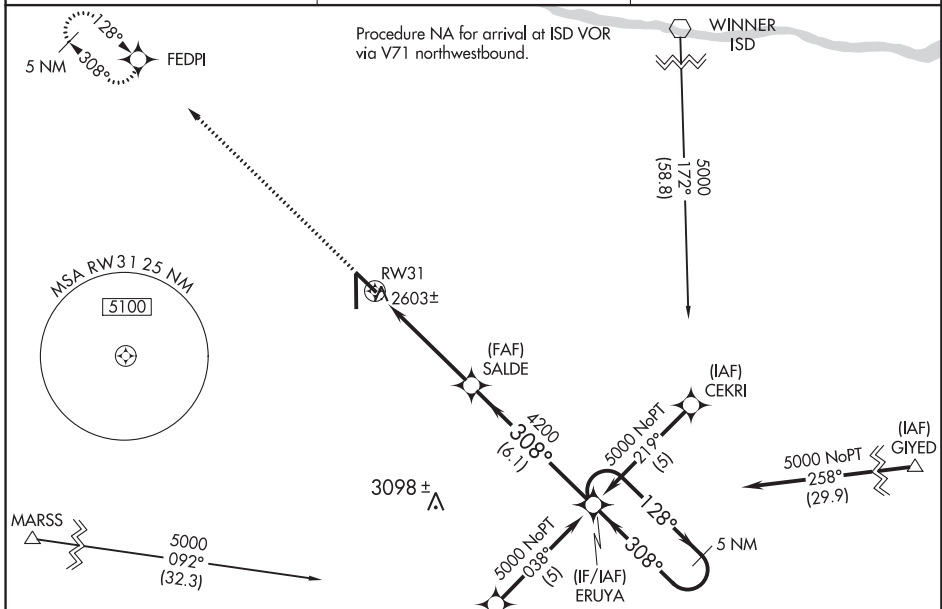 128°
308°
5 NM
FEDPI
Procedure NA for arrival at ISD VOR
via V71 northwestbound.
WINNER
ISD
5000
172°
(58.8)
MSA RW31 25 NM
5100
RW31
2603±
(FAF)
SALDE
4200
308°
(6.1)
(IAF)
CEKRI
5000 NoPT
219°
(5)
(IAF)
GIYED
5000 NoPT
258°
(29.9)
3098 ±
MARSS
5000
092°
(32.3)
5000 NoPT
038°
(5)
128°
308°
5 NM
(IF/IAF)
ERUYA